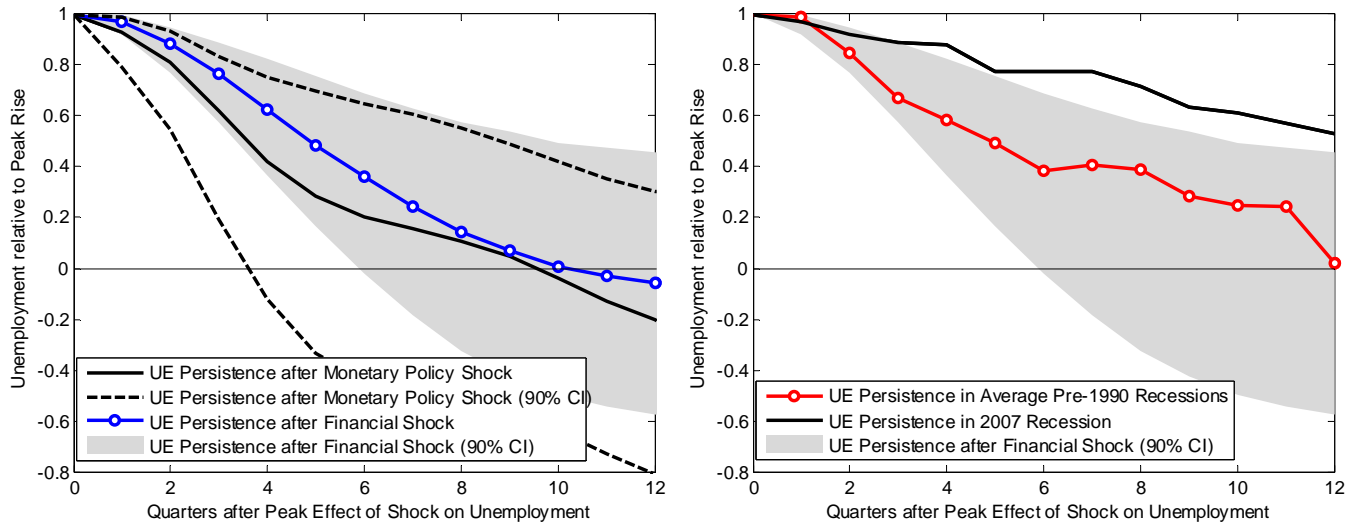 Unemployment relative to Peak Rise
1
0.8
0.6
0.4
0.2
0
-0.2
-0.4
-0.6
-0.8
UE Persistence after Monetary Policy Shock
UE Persistence after Monetary Policy Shock (90% CI)
UE Persistence after Financial Shock
UE Persistence after Financial Shock (90% CI)
0 2 4 6 8 10 12
Quarters after Peak Effect of Shock on Unemployment
Unemployment relative to Peak Rise
1
0.8
0.6
0.4
0.2
0
-0.2
-0.4
-0.6
-0.8
UE Persistence in Average Pre-1990 Recessions
UE Persistence in 2007 Recession
UE Persistence after Financial Shock (90% CI)
0 2 4 6 8 10 12
Quarters after Peak Effect of Shock on Unemployment